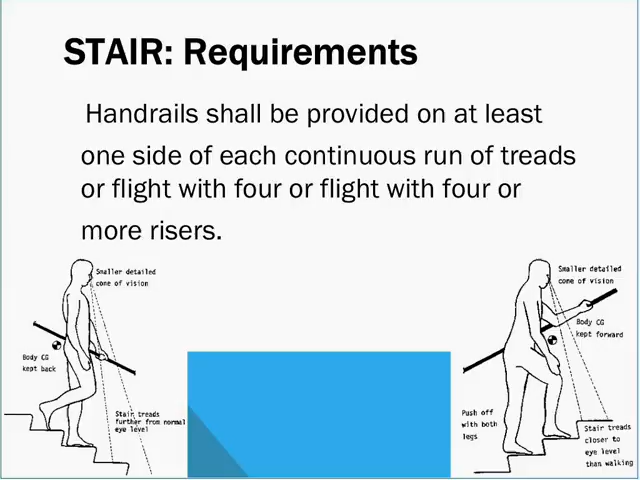 STAIR: Requirements
Handrails shall be provided on at least
one side of each continuous run of treads
or flight with four or flight with four or
more risers.
Smaller detailed
cone of vision
Body CG
kept back
Stair treads
further from normal
eye level
Smaller detailed
cone of vision
Body CG
kept forward
Push off
with both
legs
Stair treads
closer to
eye level
than walking